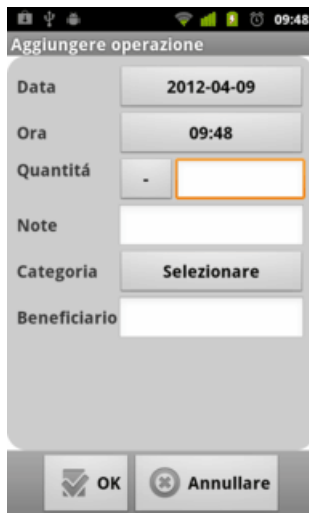 09:48
Aggiungere operazione
Data 2012-04-09
Ora 09:48
Quantitá -
Note
Categoria Selezionare
Beneficiario
OK Annullare